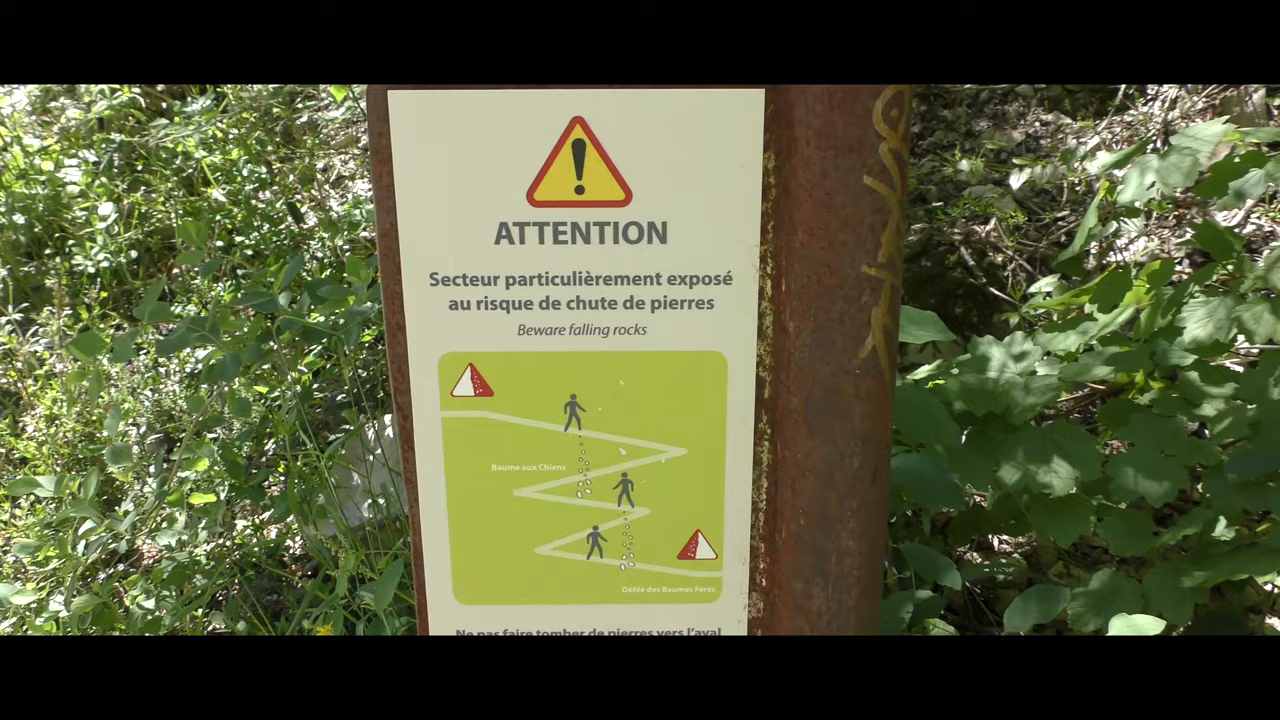 ATTENTION
Secteur particulièrement exposé
au risque de chute de pierres
Beware falling rocks
Baume aux Chiens
Défilé des Baumes Fères
Ne pas faire tomber de pierres vers l'aval